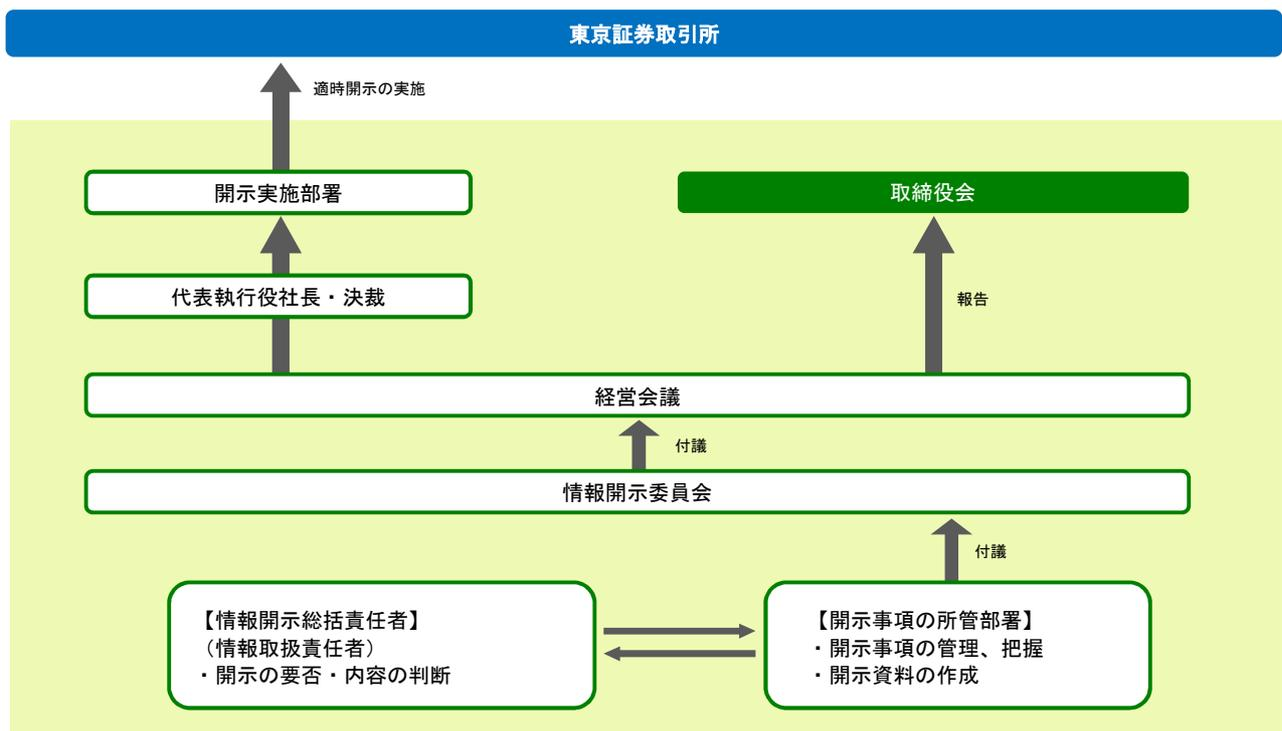 東京証券取引所
適時開示の実施
開示実施部署
取締役会
代表執行役社長・決裁
報告
経営会議
付議
情報開示委員会
付議
【情報開示総括責任者】
（情報取扱責任者）
・開示の要否・内容の判断
【開示事項の所管部署】
・開示事項の管理、把握
・開示資料の作成